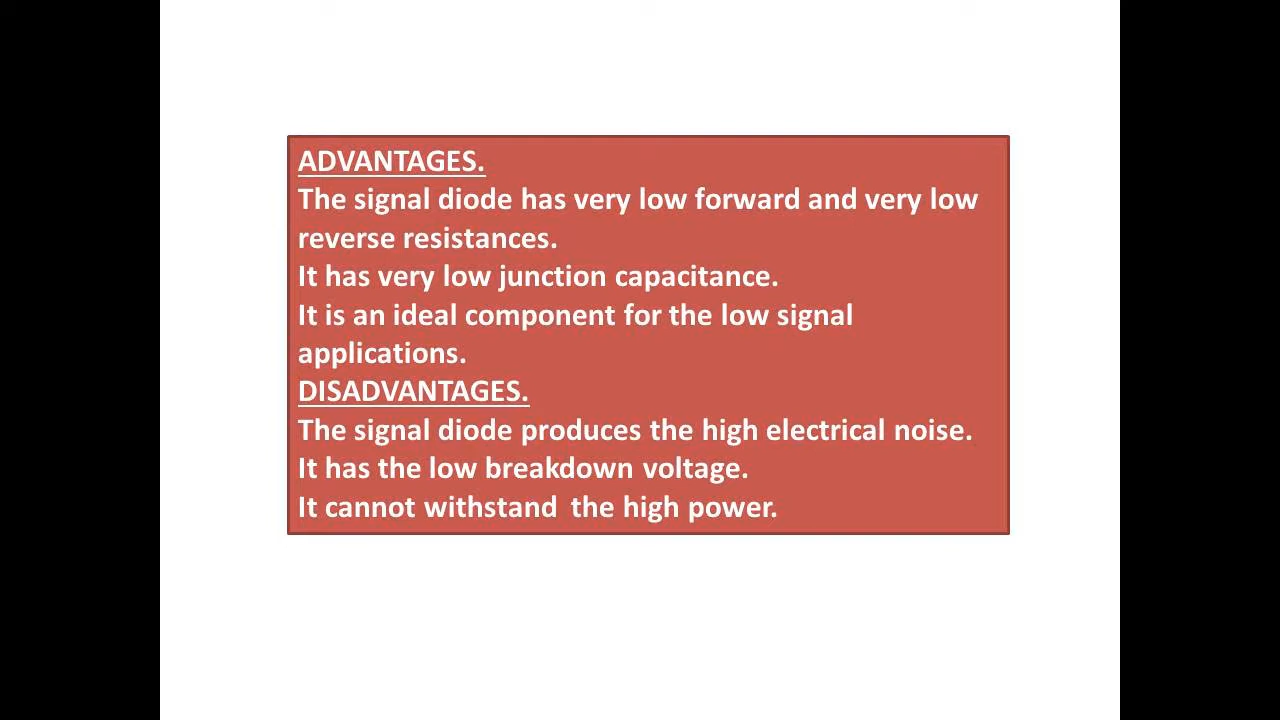 ADVANTAGES.
The signal diode has very low forward and very low
reverse resistances.
It has very low junction capacitance.
It is an ideal component for the low signal
applications.
DISADVANTAGES.
The signal diode produces the high electrical noise.
It has the low breakdown voltage.
It cannot withstand  the high power.